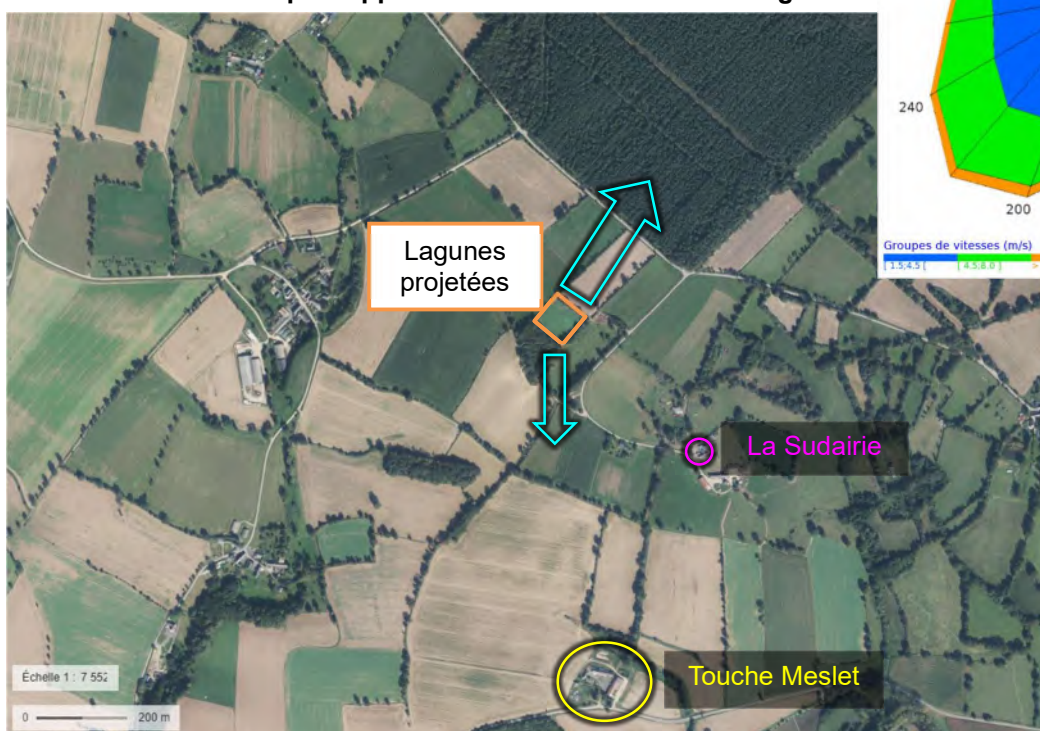 240
200
Groupes de vitesses (m/s)
[ 1.5;4.5 [ [ 4.5;8.0 ] >
Lagunes
projetées
La Sudairie
Touche Meslet
Échelle 1 : 7 552
0 200 m